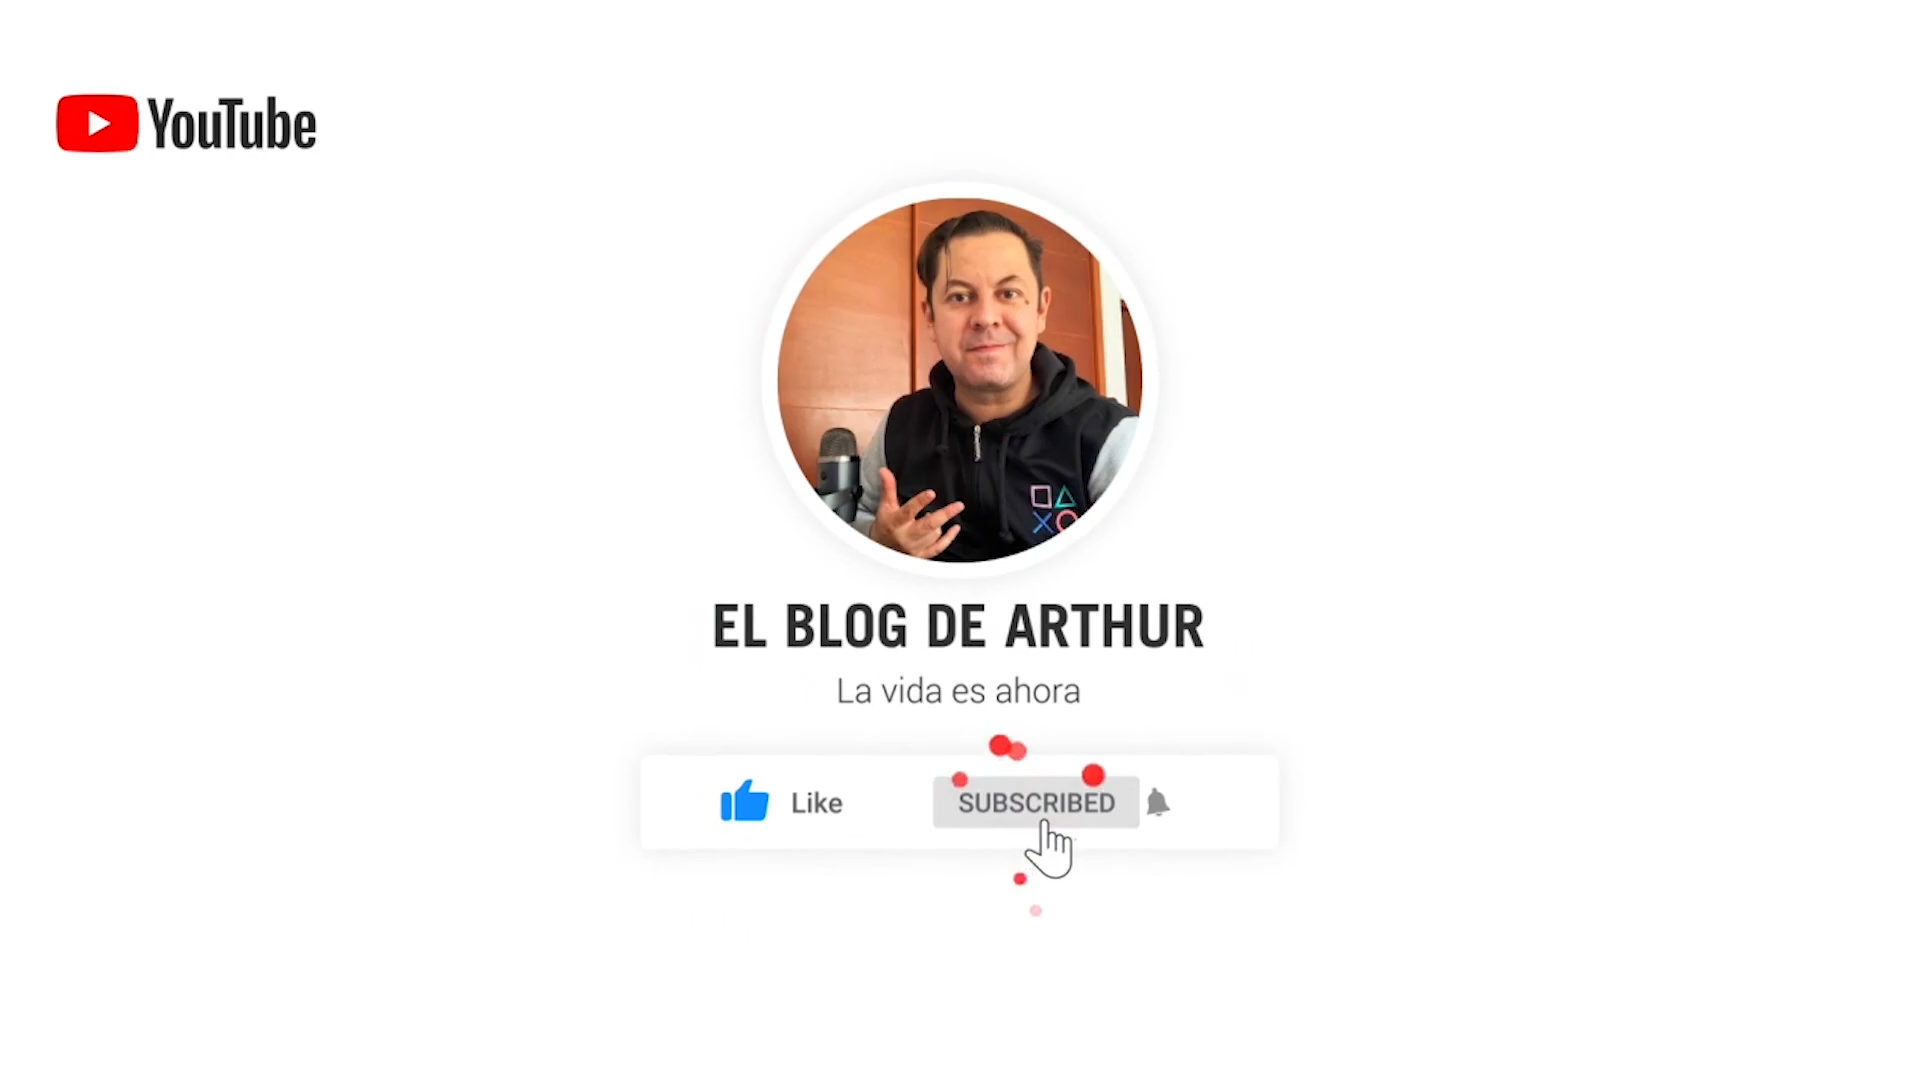 YouTube
EL BLOG DE ARTHUR
La vida es ahora
Like
SUBSCRIBED